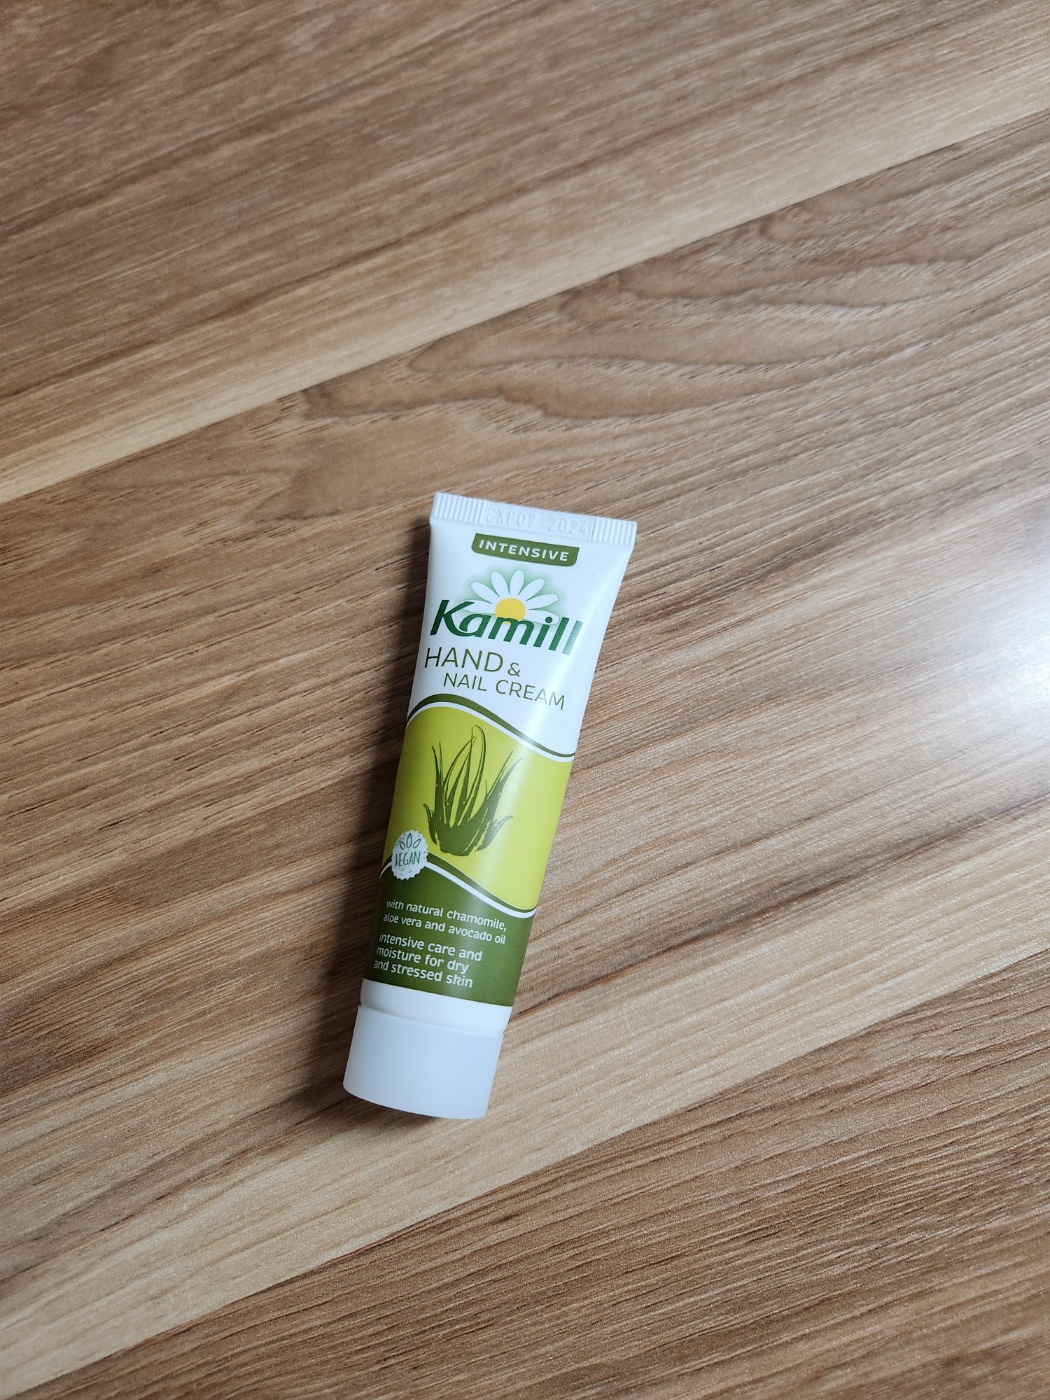 EXP07 2024
INTENSIVE
Kamill
HAND &
NAIL CREAM
VEGAN
with natural chamomile,
aloe vera and avocado oil
intensive care and
moisture for dry
and stressed skin